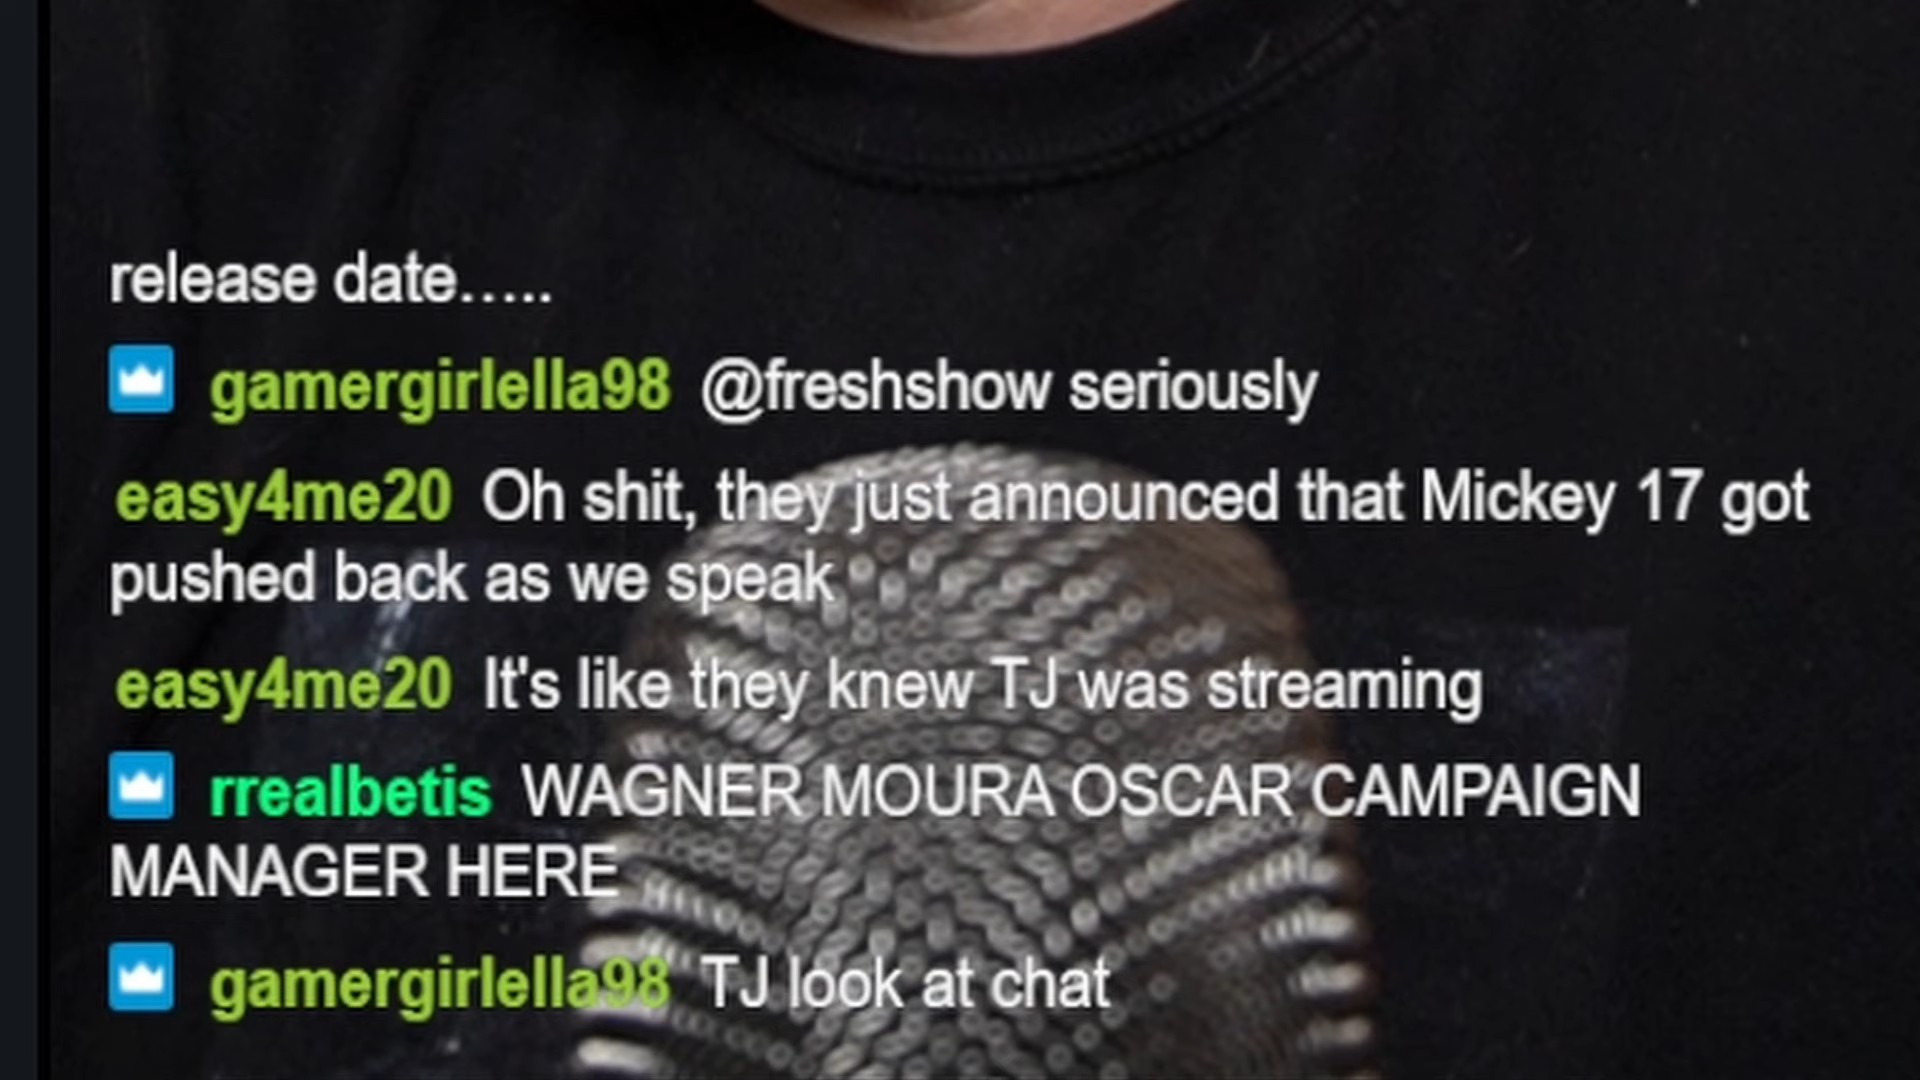 release date.....
gamergirlella98 @freshshow seriously
easy4me20 Oh shit, they just announced that Mickey 17 got
pushed back as we speak
easy4me20 It's like they knew TJ was streaming
rrealbetis WAGNER MOURA OSCAR CAMPAIGN
MANAGER HERE
gamergirlella98 TJ look at chat